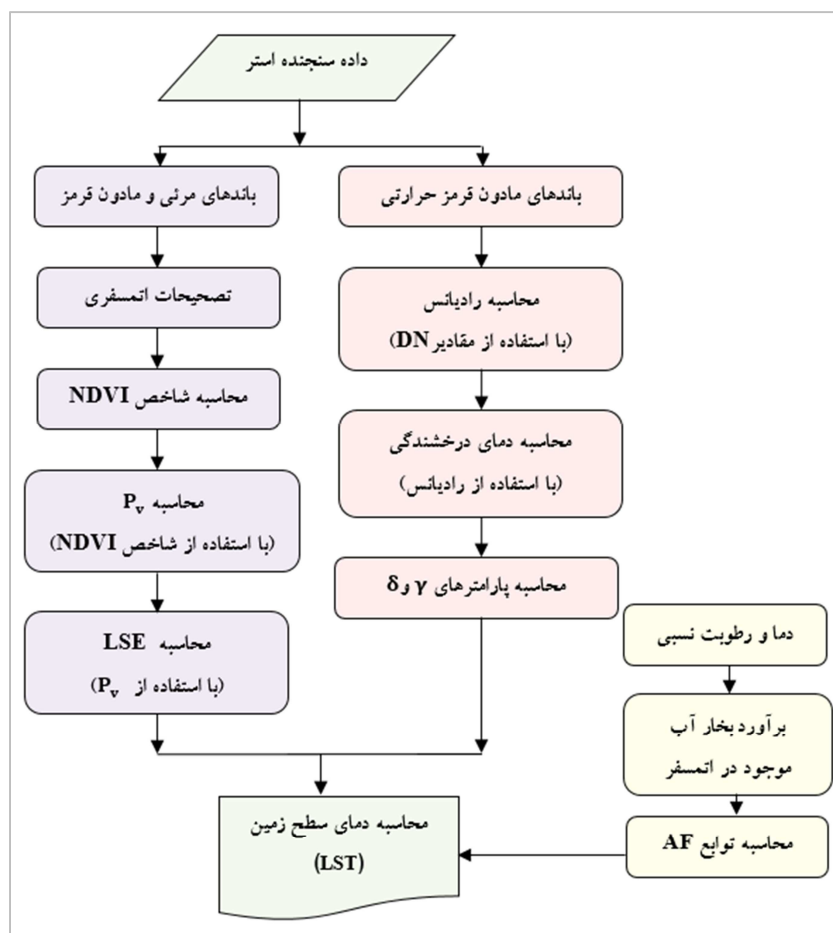 داده سنجنده استر
باندهای مادون قرمز حرارتی
محاسبه رادیانس
(با استفاده از مقادیر DN)
محاسبه دمای درخشندگی
(با استفاده از رادیانس)
محاسبه پارامترهای γ و δ
باندهای مرئی و مادون قرمز
تصحیحات اتمسفری
محاسبه شاخص NDVI
محاسبه Pv
(با استفاده از شاخص NDVI)
محاسبه LSE
(با استفاده از Pv)
دما و رطوبت نسبی
برآورد بخار آب
موجود در اتمسفر
محاسبه توابع AF
محاسبه دمای سطح زمین
(LST)